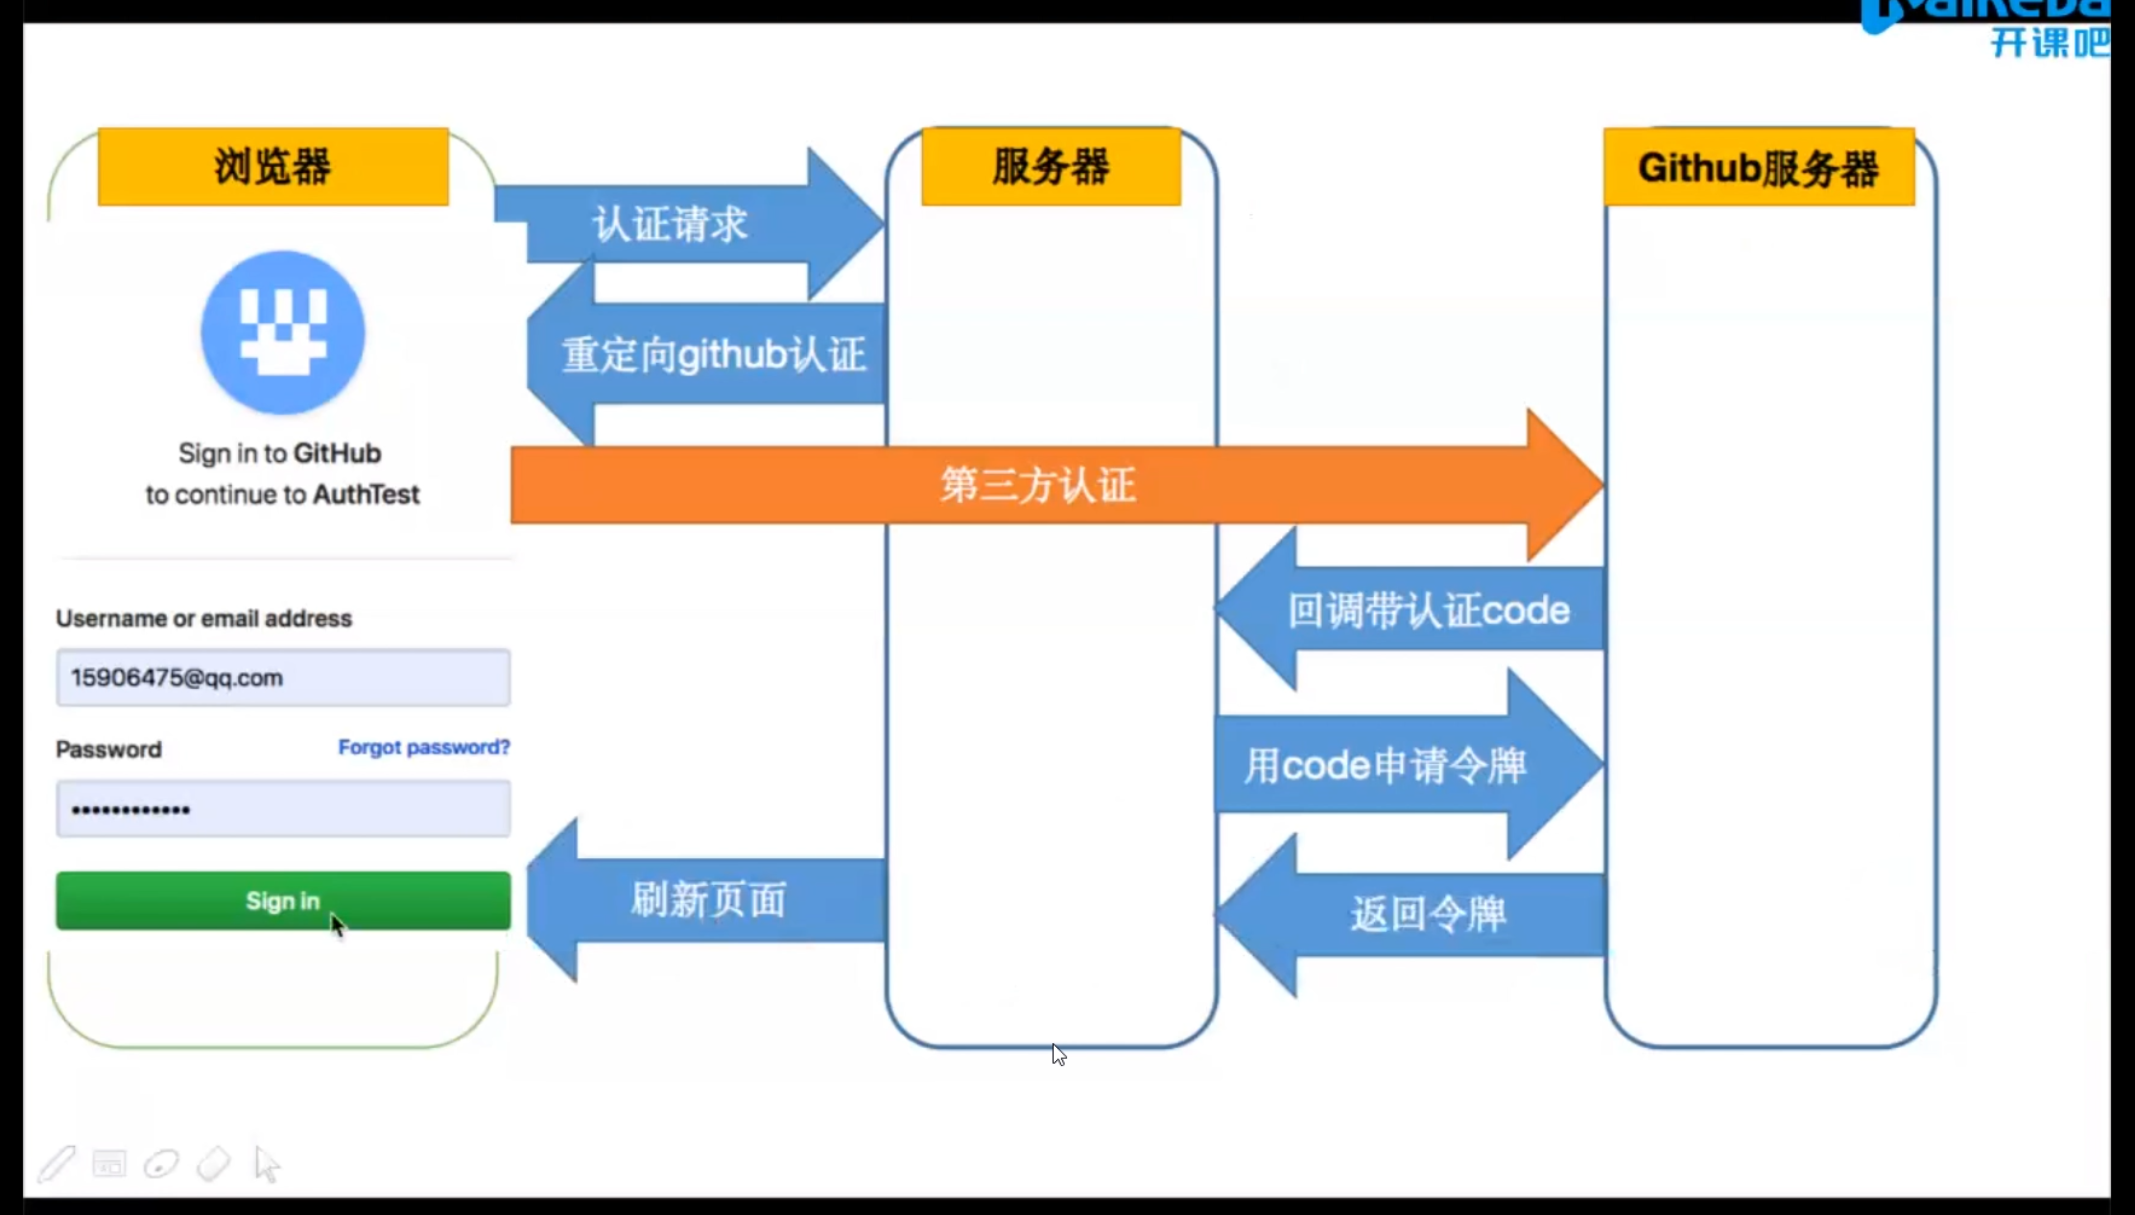 开课吧
浏览器
服务器
Github服务器
认证请求
重定向github认证
Sign in to GitHub
to continue to AuthTest
第三方认证
回调带认证code
Username or email address
15906475@qq.com
Password
Forgot password?
用code申请令牌
••••••••••••
Sign in
刷新页面
返回令牌